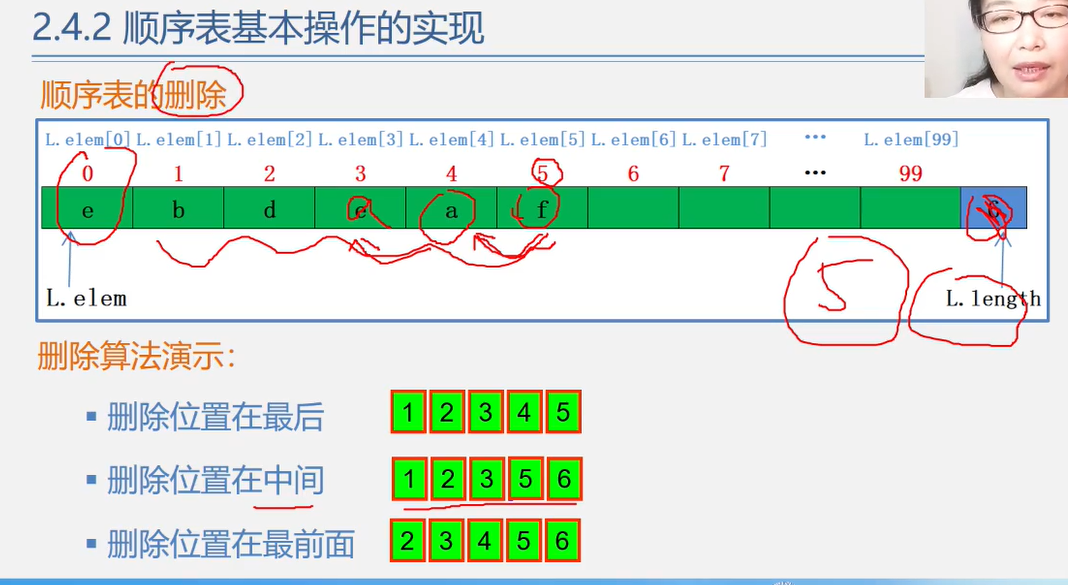 2.4.2 顺序表基本操作的实现
顺序表的删除
L.elem[0] L.elem[1] L.elem[2] L.elem[3] L.elem[4] L.elem[5] L.elem[6] L.elem[7] ... L.elem[99]
0 1 2 3 4 5 6 7 ... 99
e b d a f
5
L.elem L.length
删除算法演示:
▪ 删除位置在最后 1 2 3 4 5
▪ 删除位置在中间 1 2 3 5 6
▪ 删除位置在最前面 2 3 4 5 6